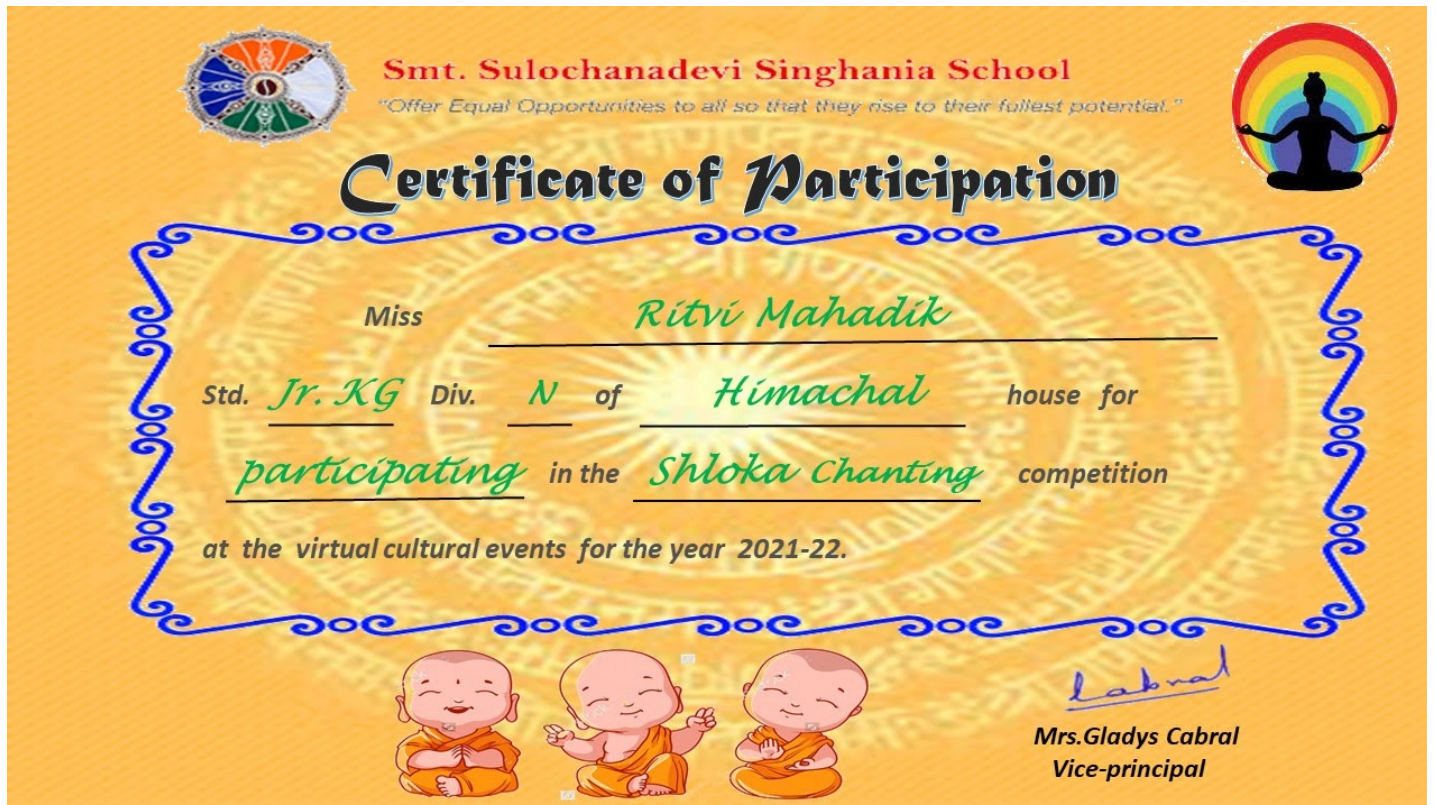 Smt. Sulochanadevi Singhania School
"Offer Equal Opportunities to all so that they rise to their fullest potential."
Certificate of Participation
Miss Ritvi Mahadik
Std. Jr. KG Div. N of Himachal house for
participating in the Shloka Chanting competition
at the virtual cultural events for the year 2021-22.
Cabral
Mrs.Gladys Cabral
Vice-principal